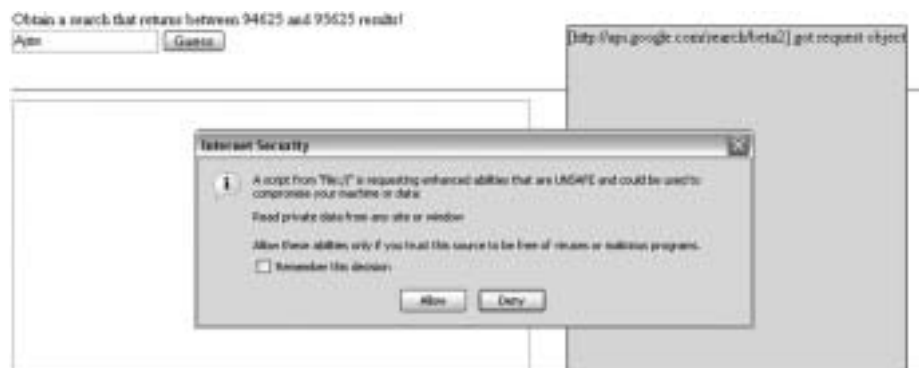 Obtain a search that returns between 94625 and 95625 results!
Guess
[http://api.google.com/search/beta2] got request object
Internet Security
A script from "file://" is requesting enhanced abilities that are UNSAFE and could be used to
compromise your machine or data:
Read private data from any site or window
Allow these abilities only if you trust this source to be free of viruses or malicious programs.
Remember this decision
Allow
Deny